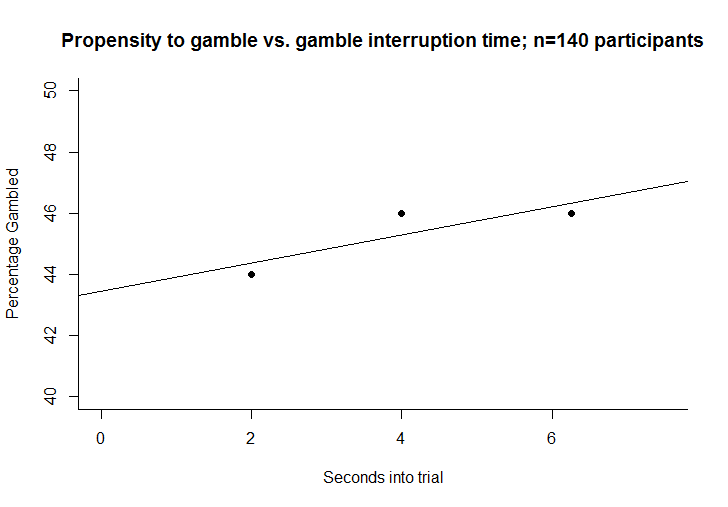 Propensity to gamble vs. gamble interruption time; n=140 participants
Percentage Gambled
50
48
46
44
42
40
0 2 4 6
Seconds into trial